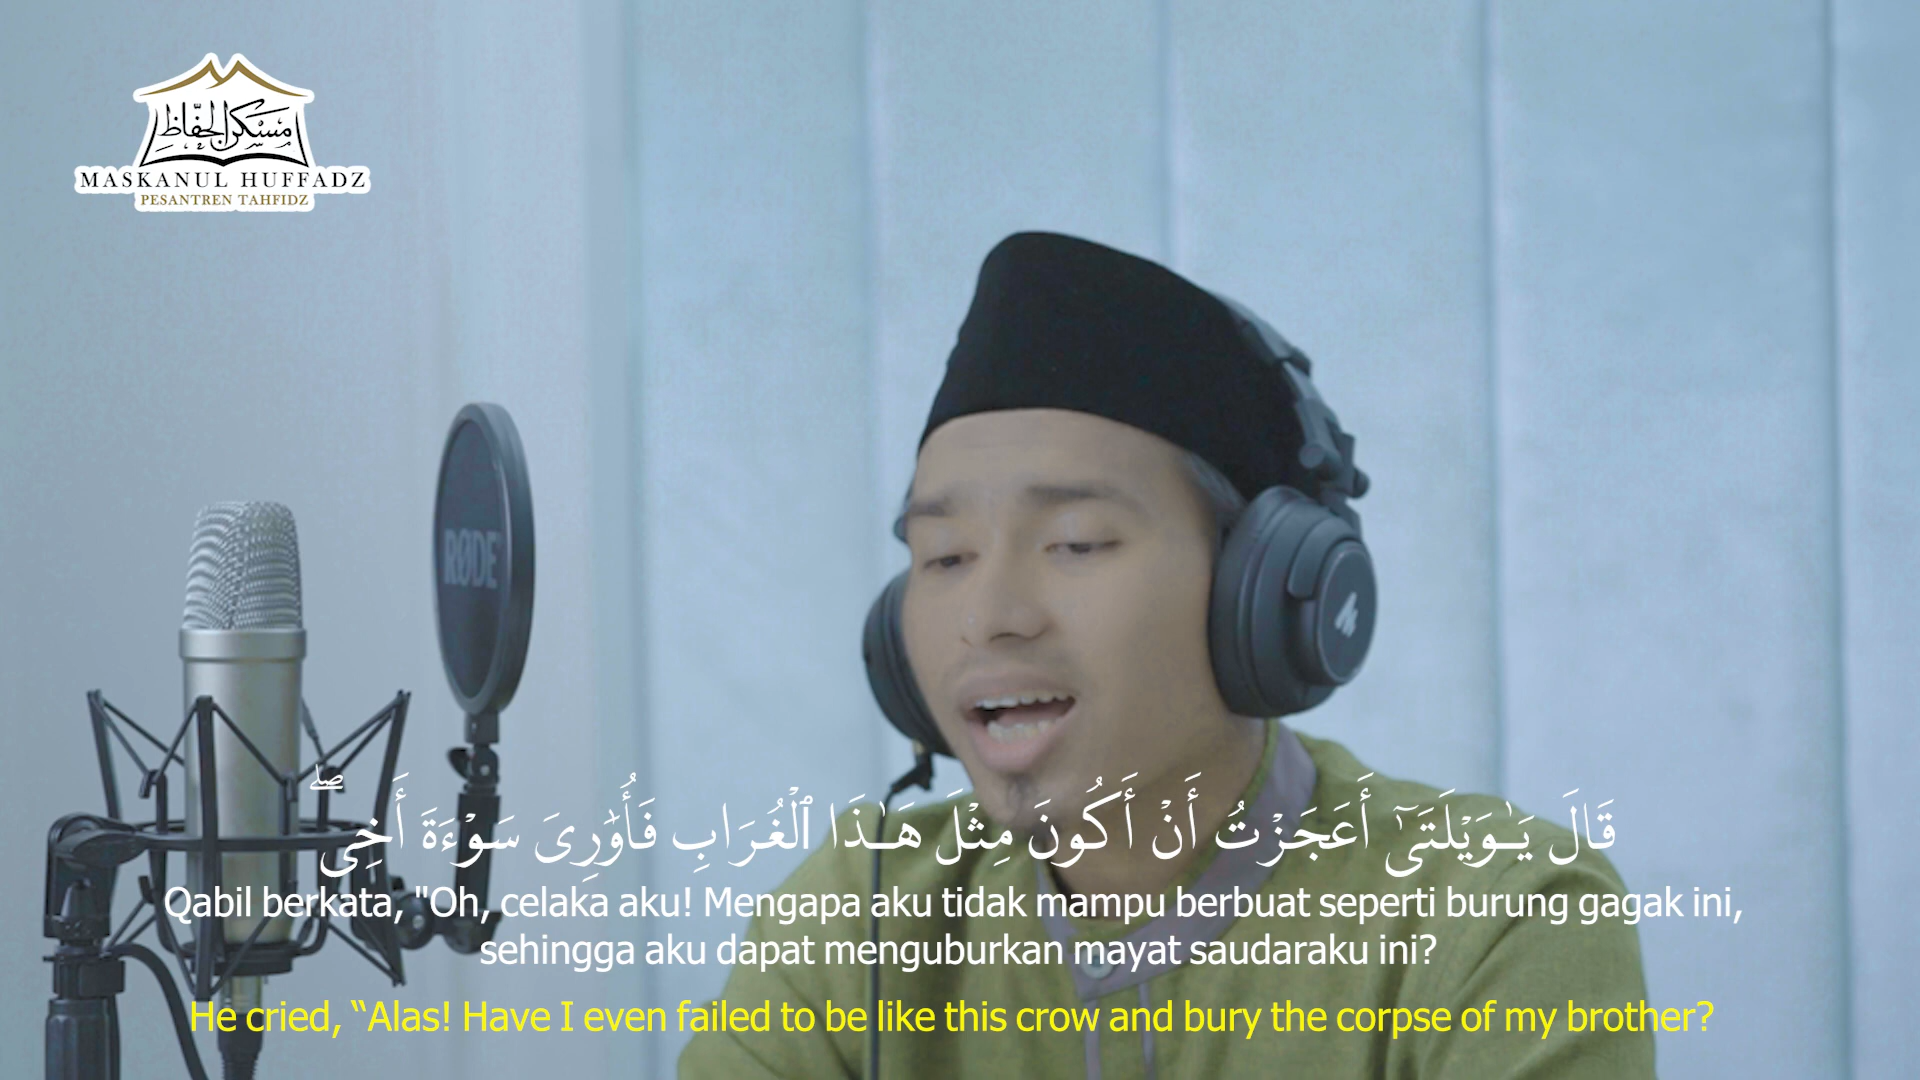 مسكن الحفّاظ
MASKANUL HUFFADZ
PESANTREN TAHFIDZ
RØDE
قَالَ يَـٰوَيْلَتَىٰٓ أَعَجَزْتُ أَنْ أَكُونَ مِثْلَ هَـٰذَا ٱلْغُرَابِ فَأُوَٰرِىَ سَوْءَةَ أَخِى ۖ
Qabil berkata, "Oh, celaka aku! Mengapa aku tidak mampu berbuat seperti burung gagak ini,
sehingga aku dapat menguburkan mayat saudaraku ini?
He cried, “Alas! Have I even failed to be like this crow and bury the corpse of my brother?